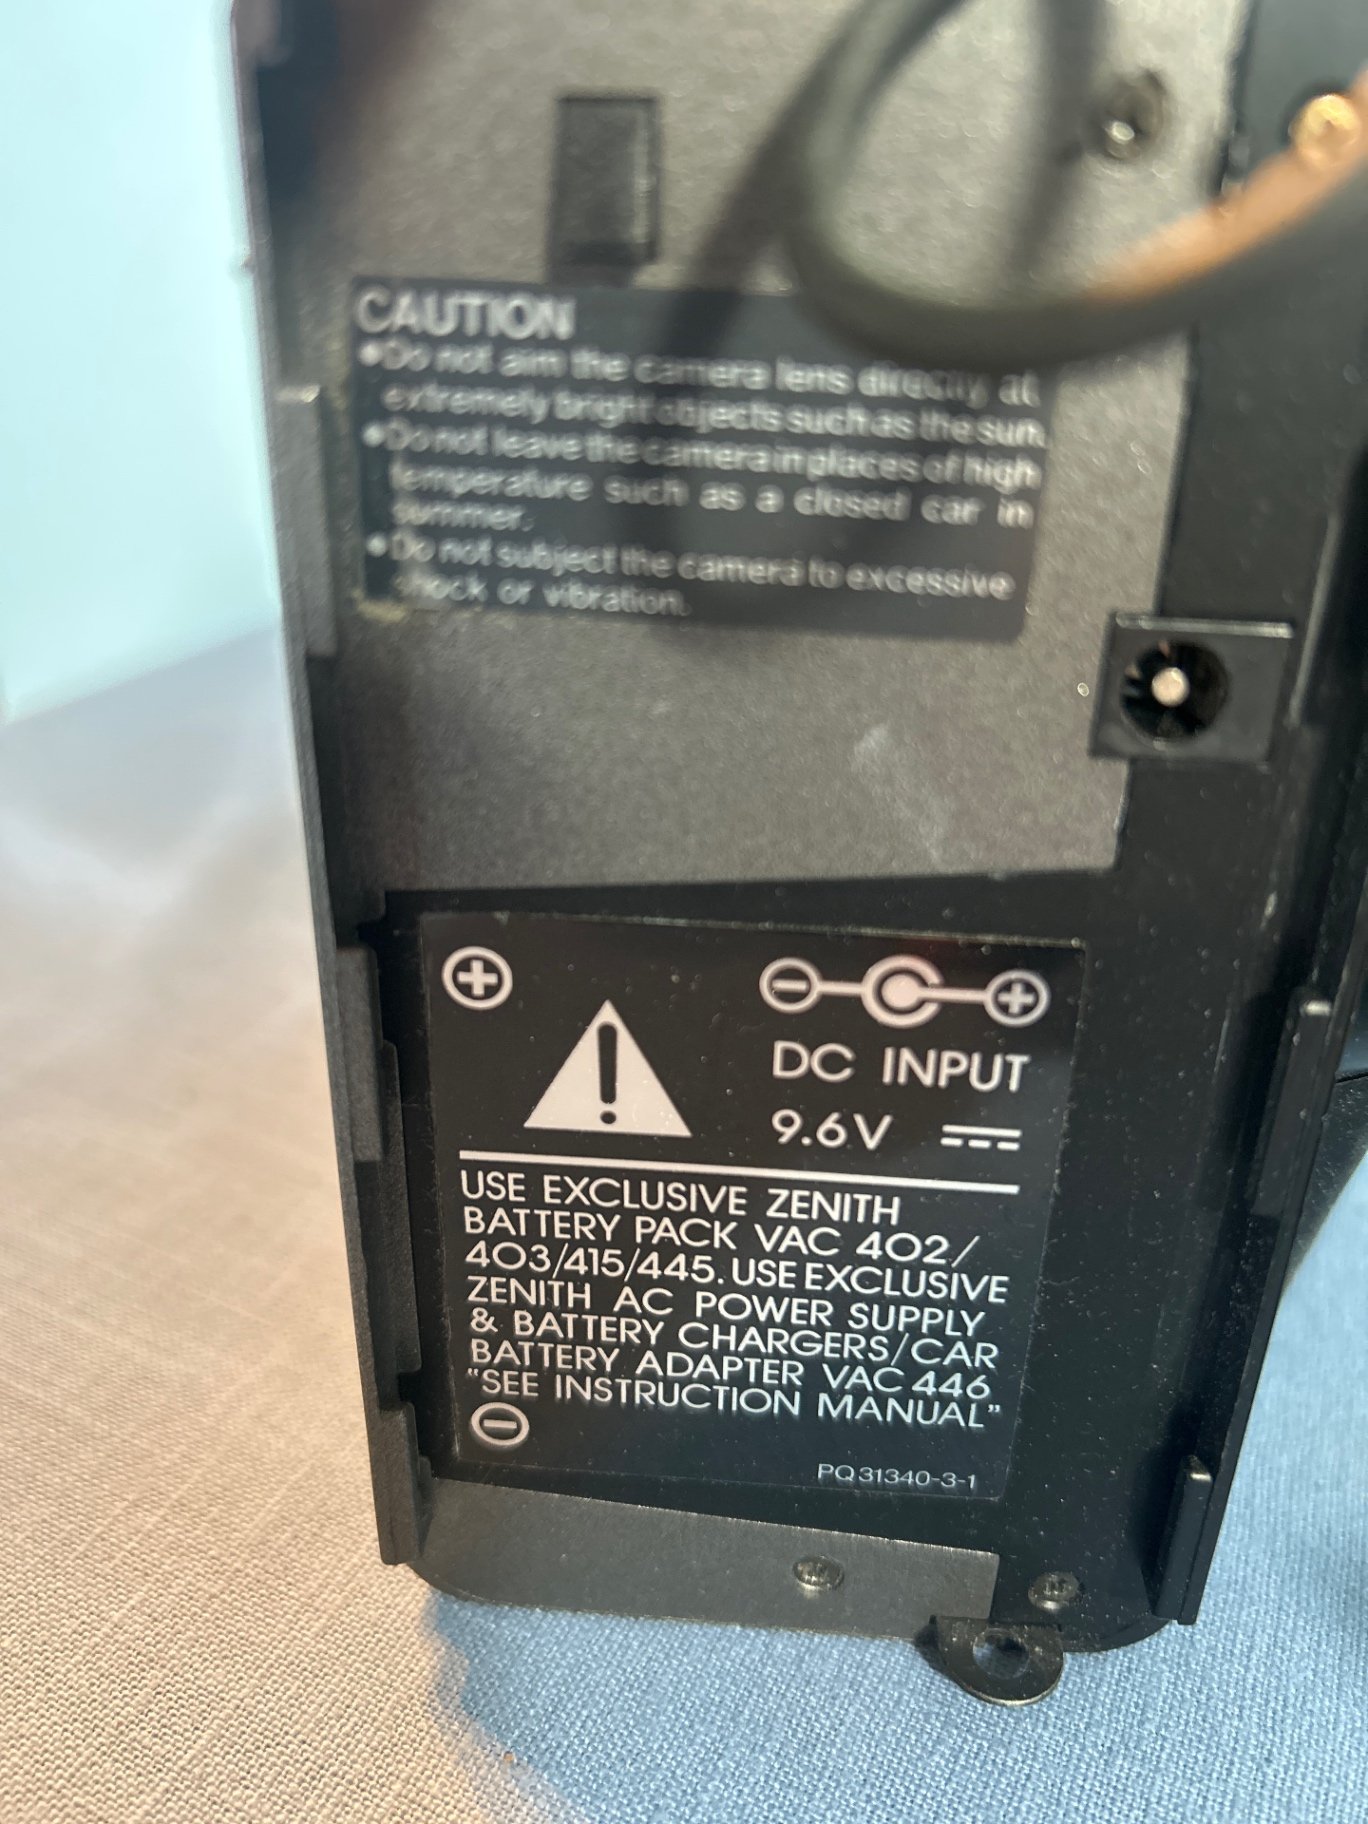 CAUTION
•Do not aim the camera lens directly at
extremely bright objects such as the sun.
•Do not leave the camera in places of high
temperature such as a closed car in
summer.
•Do not subject the camera to excessive
shock or vibration.
DC INPUT
9.6V
USE EXCLUSIVE ZENITH
BATTERY PACK VAC 402/
403/415/445. USE EXCLUSIVE
ZENITH AC POWER SUPPLY
& BATTERY CHARGERS/CAR
BATTERY ADAPTER VAC 446
"SEE INSTRUCTION MANUAL"
PQ31340-3-1